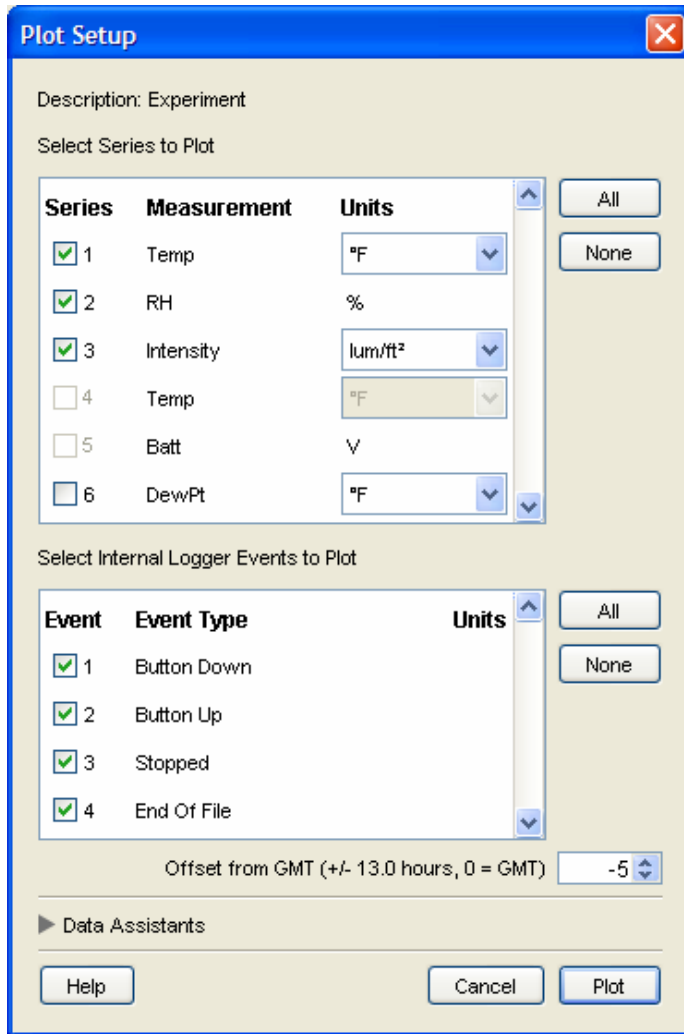 Plot Setup
Description: Experiment
Select Series to Plot
Series Measurement Units
1 Temp °F
2 RH %
3 Intensity lum/ft²
4 Temp °F
5 Batt V
6 DewPt °F
All
None
Select Internal Logger Events to Plot
Event Event Type Units
1 Button Down
2 Button Up
3 Stopped
4 End Of File
All
None
Offset from GMT (+/- 13.0 hours, 0 = GMT) -5
Data Assistants
Help Cancel Plot